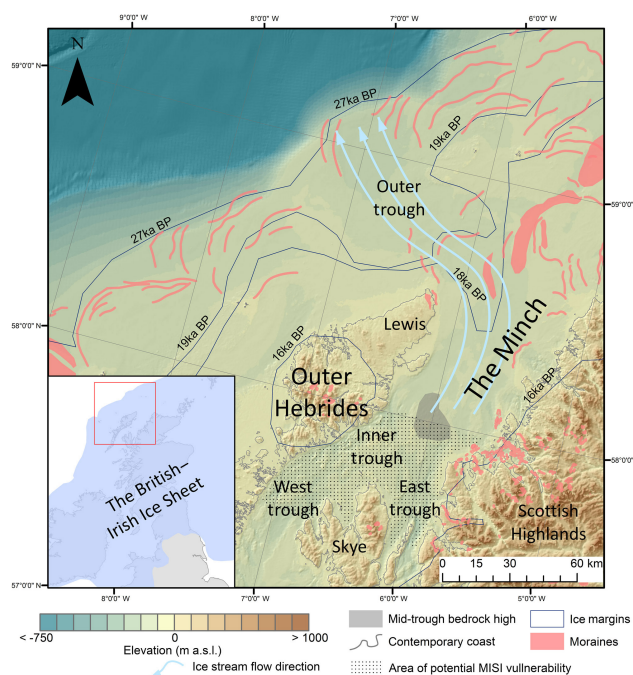 9°0'0" W
8°0'0" W
7°0'0" W
6°0'0" W
N
59°0'0" N
27ka BP
19ka BP
Outer
trough
59°0'0" N
27ka BP
18ka BP
19ka BP
58°0'0" N
16ka BP
Lewis
The Minch
16ka BP
Outer
Hebrides
Inner
trough
58°0'0" N
West
trough
East
trough
Skye
Scottish
Highlands
The British–
Irish Ice Sheet
0 15 30 60 km
57°0'0" N
8°0'0" W
7°0'0" W
6°0'0" W
5°0'0" W
< -750 0 > 1000
Elevation (m a.s.l.)
Ice stream flow direction
Mid-trough bedrock high
Ice margins
Contemporary coast
Moraines
Area of potential MISI vullnerability